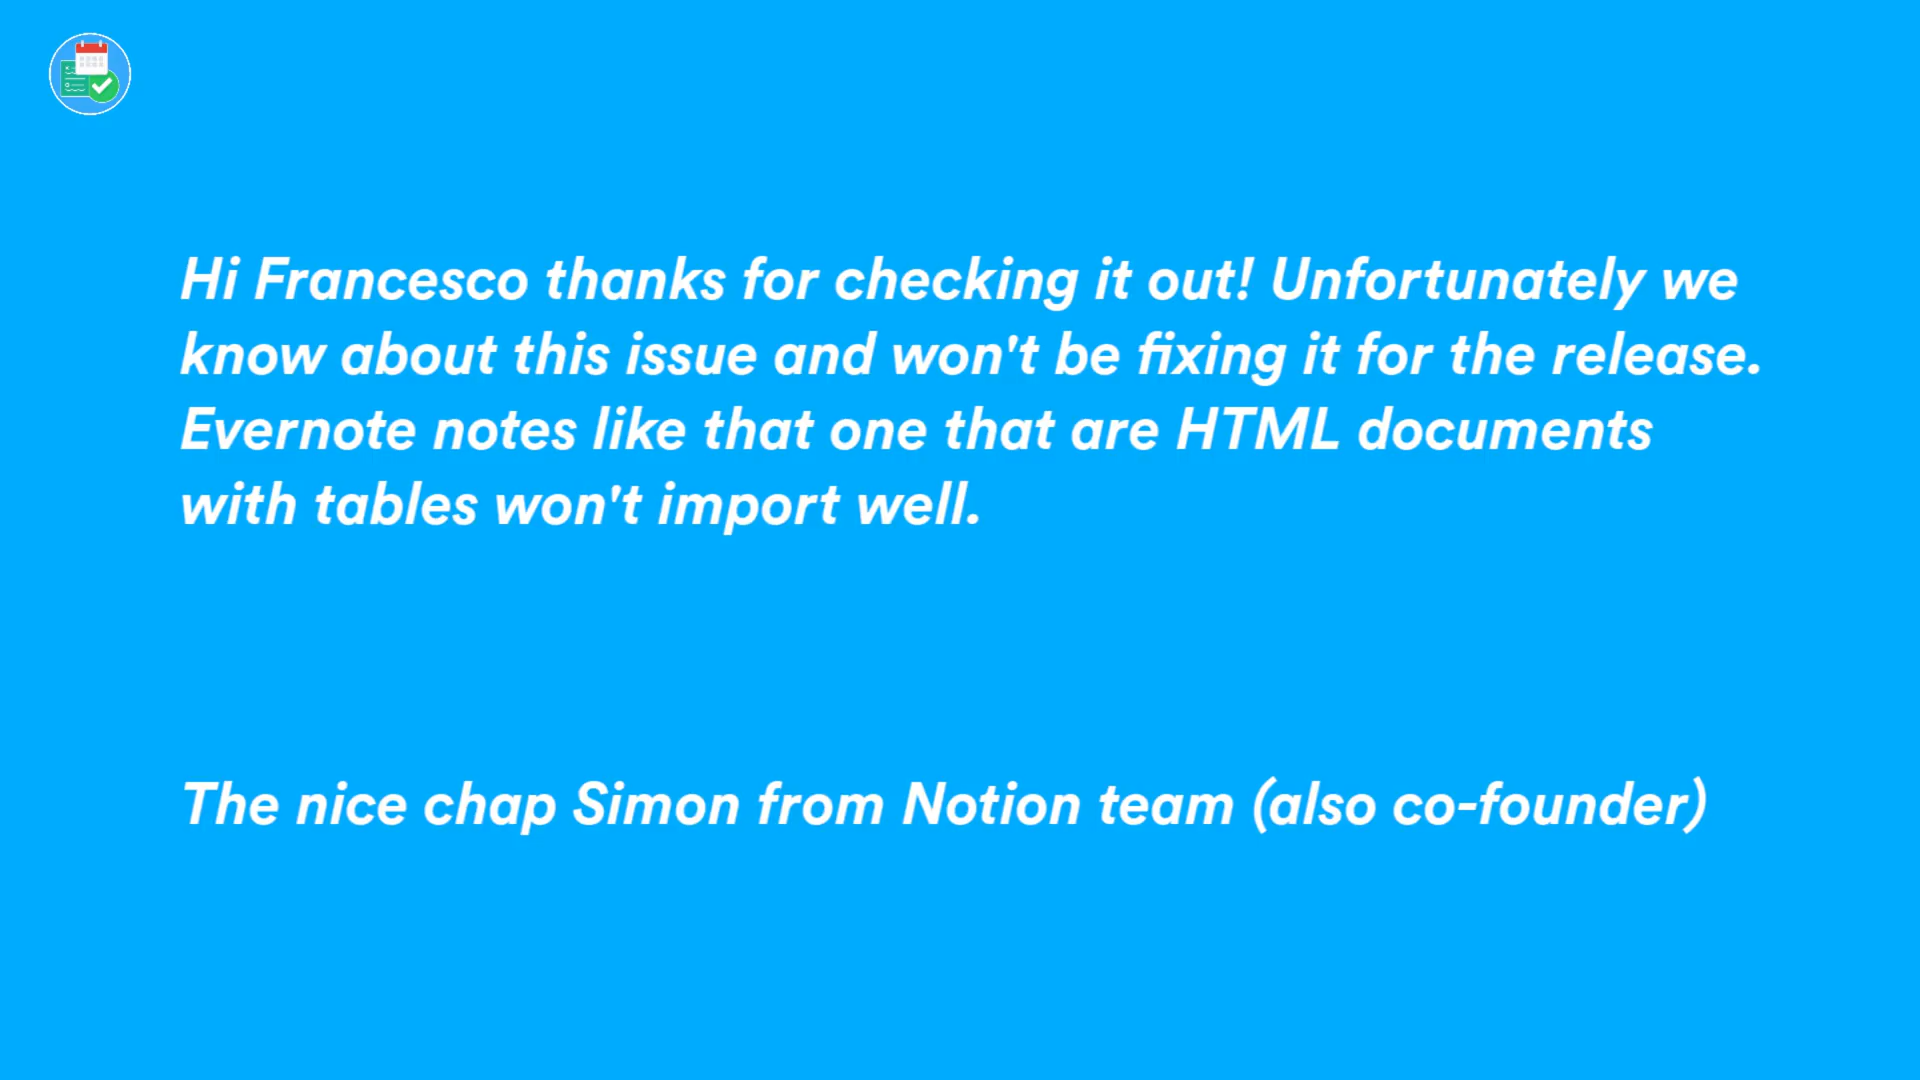 Hi Francesco thanks for checking it out! Unfortunately we
know about this issue and won't be fixing it for the release.
Evernote notes like that one that are HTML documents
with tables won't import well.
The nice chap Simon from Notion team (also co-founder)